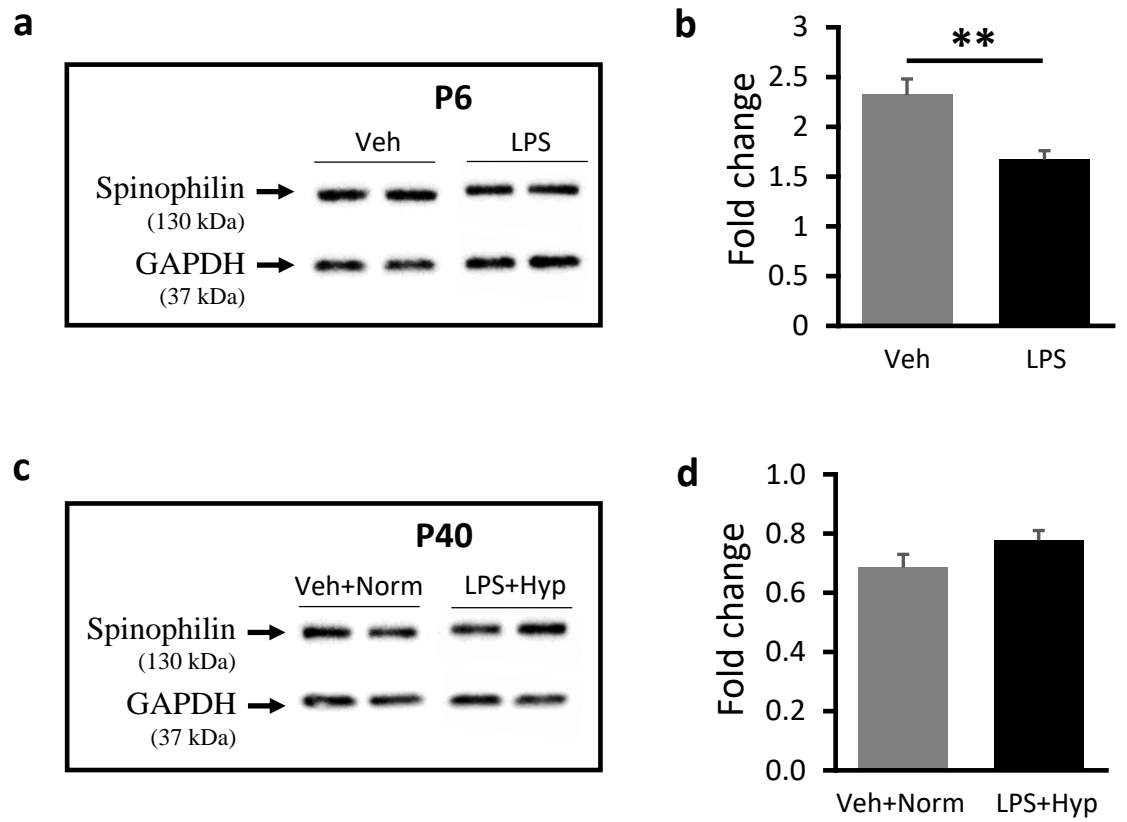 a
P6
Veh LPS
Spinophilin
(130 kDa)
GAPDH
(37 kDa)
b
**
Fold change
3
2.5
2
1.5
1
0.5
0
Veh LPS
c
P40
Veh+Norm LPS+Hyp
Spinophilin
(130 kDa)
GAPDH
(37 kDa)
d
Fold change
1.0
0.8
0.6
0.4
0.2
0.0
Veh+Norm LPS+Hyp